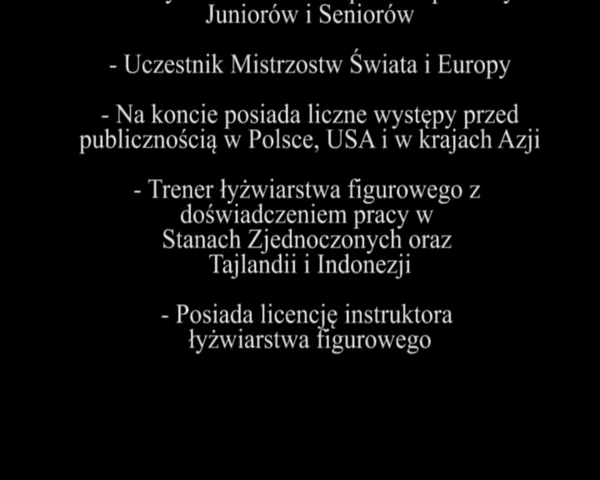 Juniorów i Seniorów
- Uczestnik Mistrzostw Świata i Europy
- Na koncie posiada liczne występy przed
publicznością w Polsce, USA i w krajach Azji
- Trener łyżwiarstwa figurowego z
doświadczeniem pracy w
Stanach Zjednoczonych oraz
Tajlandii i Indonezji
- Posiada licencję instruktora
łyżwiarstwa figurowego